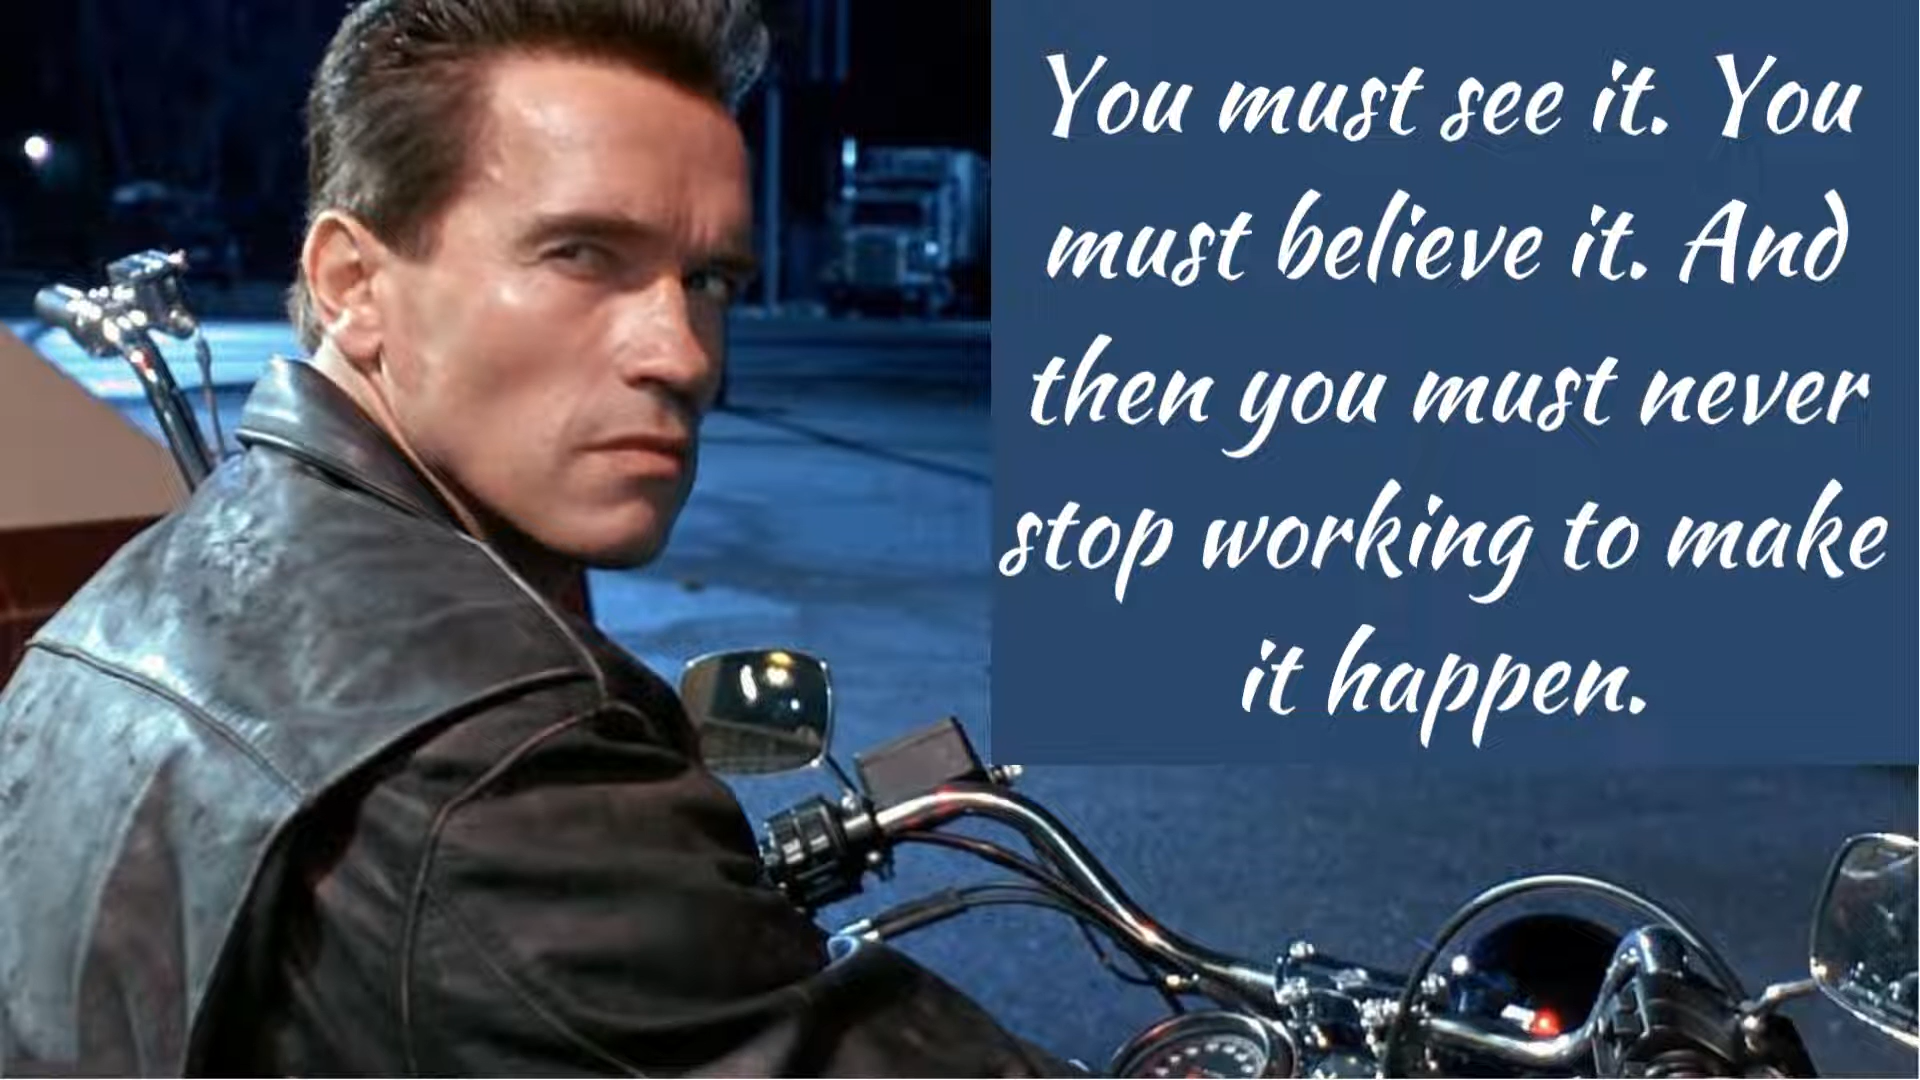 You must see it. You
must believe it. And
then you must never
stop working to make
it happen.